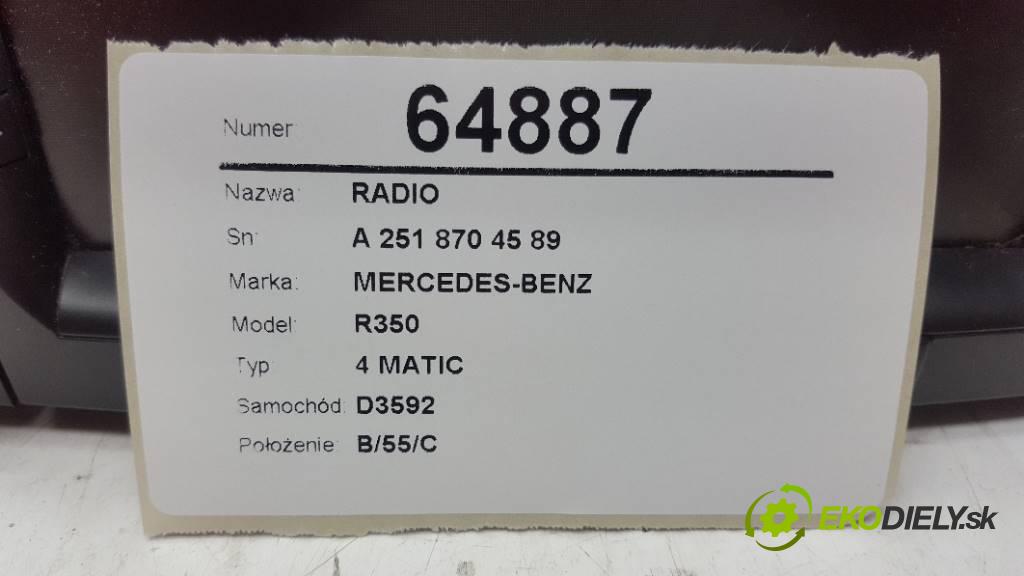 Numer: 64887
Nazwa: RADIO
Sn: A 251 870 45 89
Marka: MERCEDES-BENZ
Model: R350
Typ: 4 MATIC
Samochód: D3592
Położenie: B/55/C
EKODIELY.sk